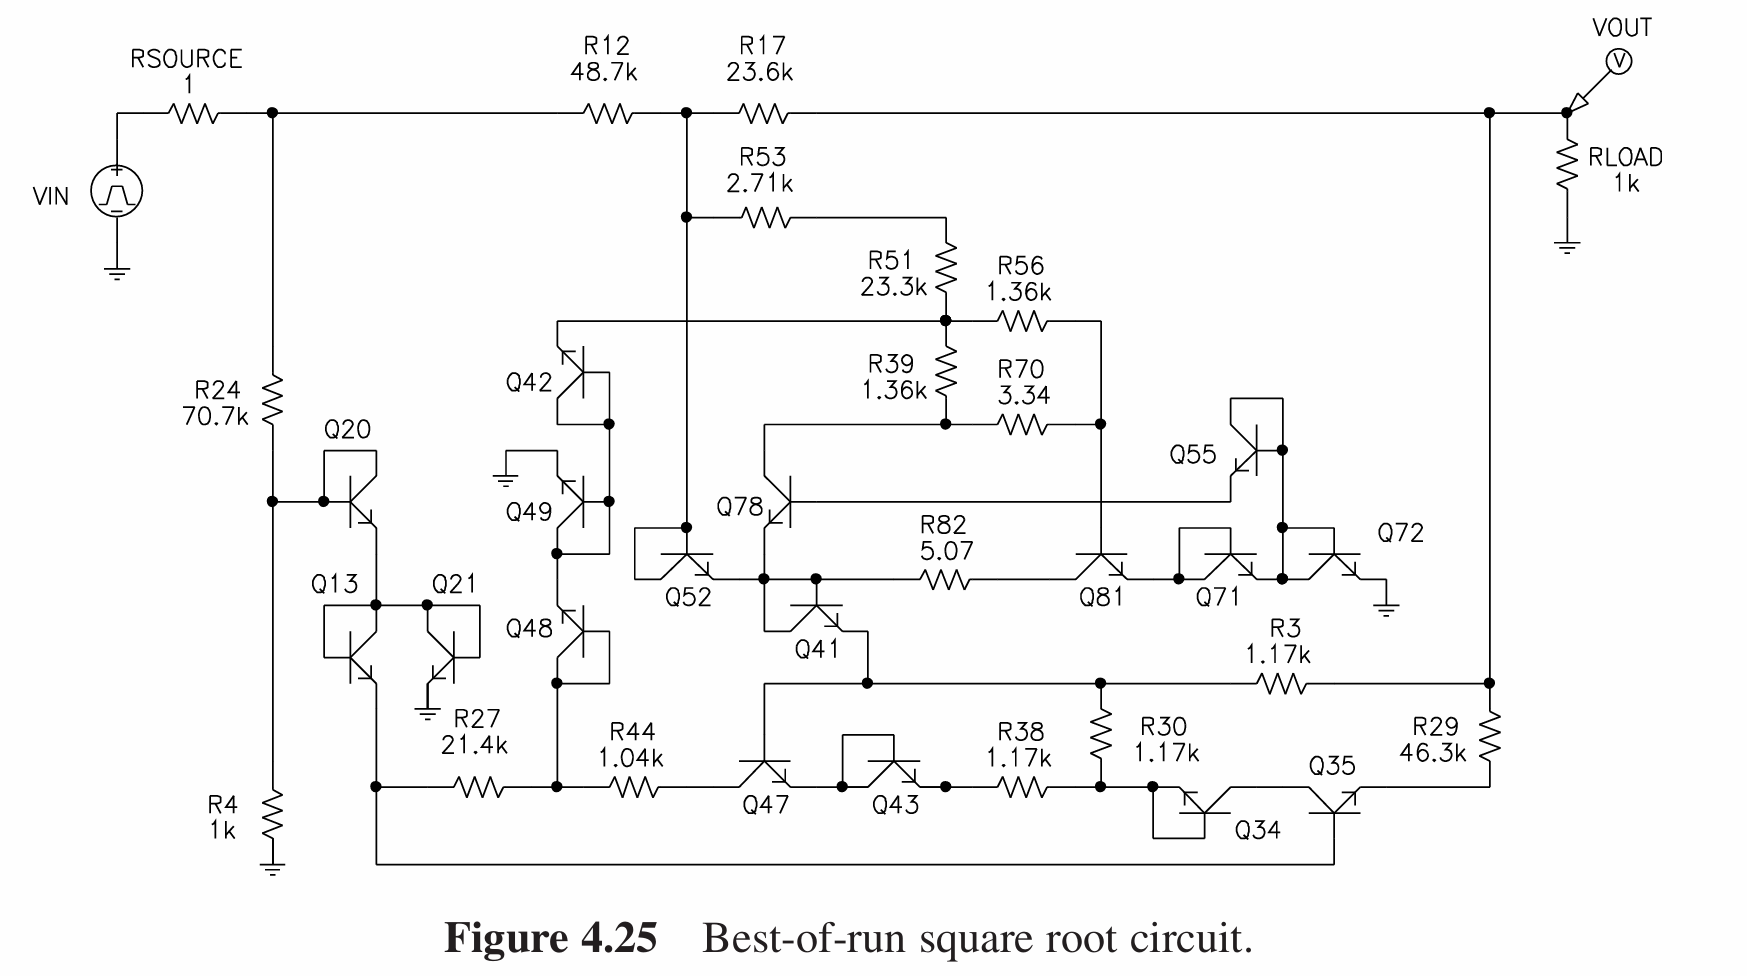 VOUT
V
RSOURCE
1
R12
48.7k
R17
23.6k
VIN
R53
2.71k
RLOAD
1k
R51
23.3k
R56
1.36k
R24
70.7k
Q42
R39
1.36k
R70
3.34
Q20
Q55
Q49
Q78
R82
5.07
Q72
Q13
Q21
Q52
Q81
Q71
Q48
Q41
R3
1.17k
R27
21.4k
R44
1.04k
R38
1.17k
R30
1.17k
R29
46.3k
Q35
R4
1k
Q47
Q43
Q34
Figure 4.25 Best-of-run square root circuit.